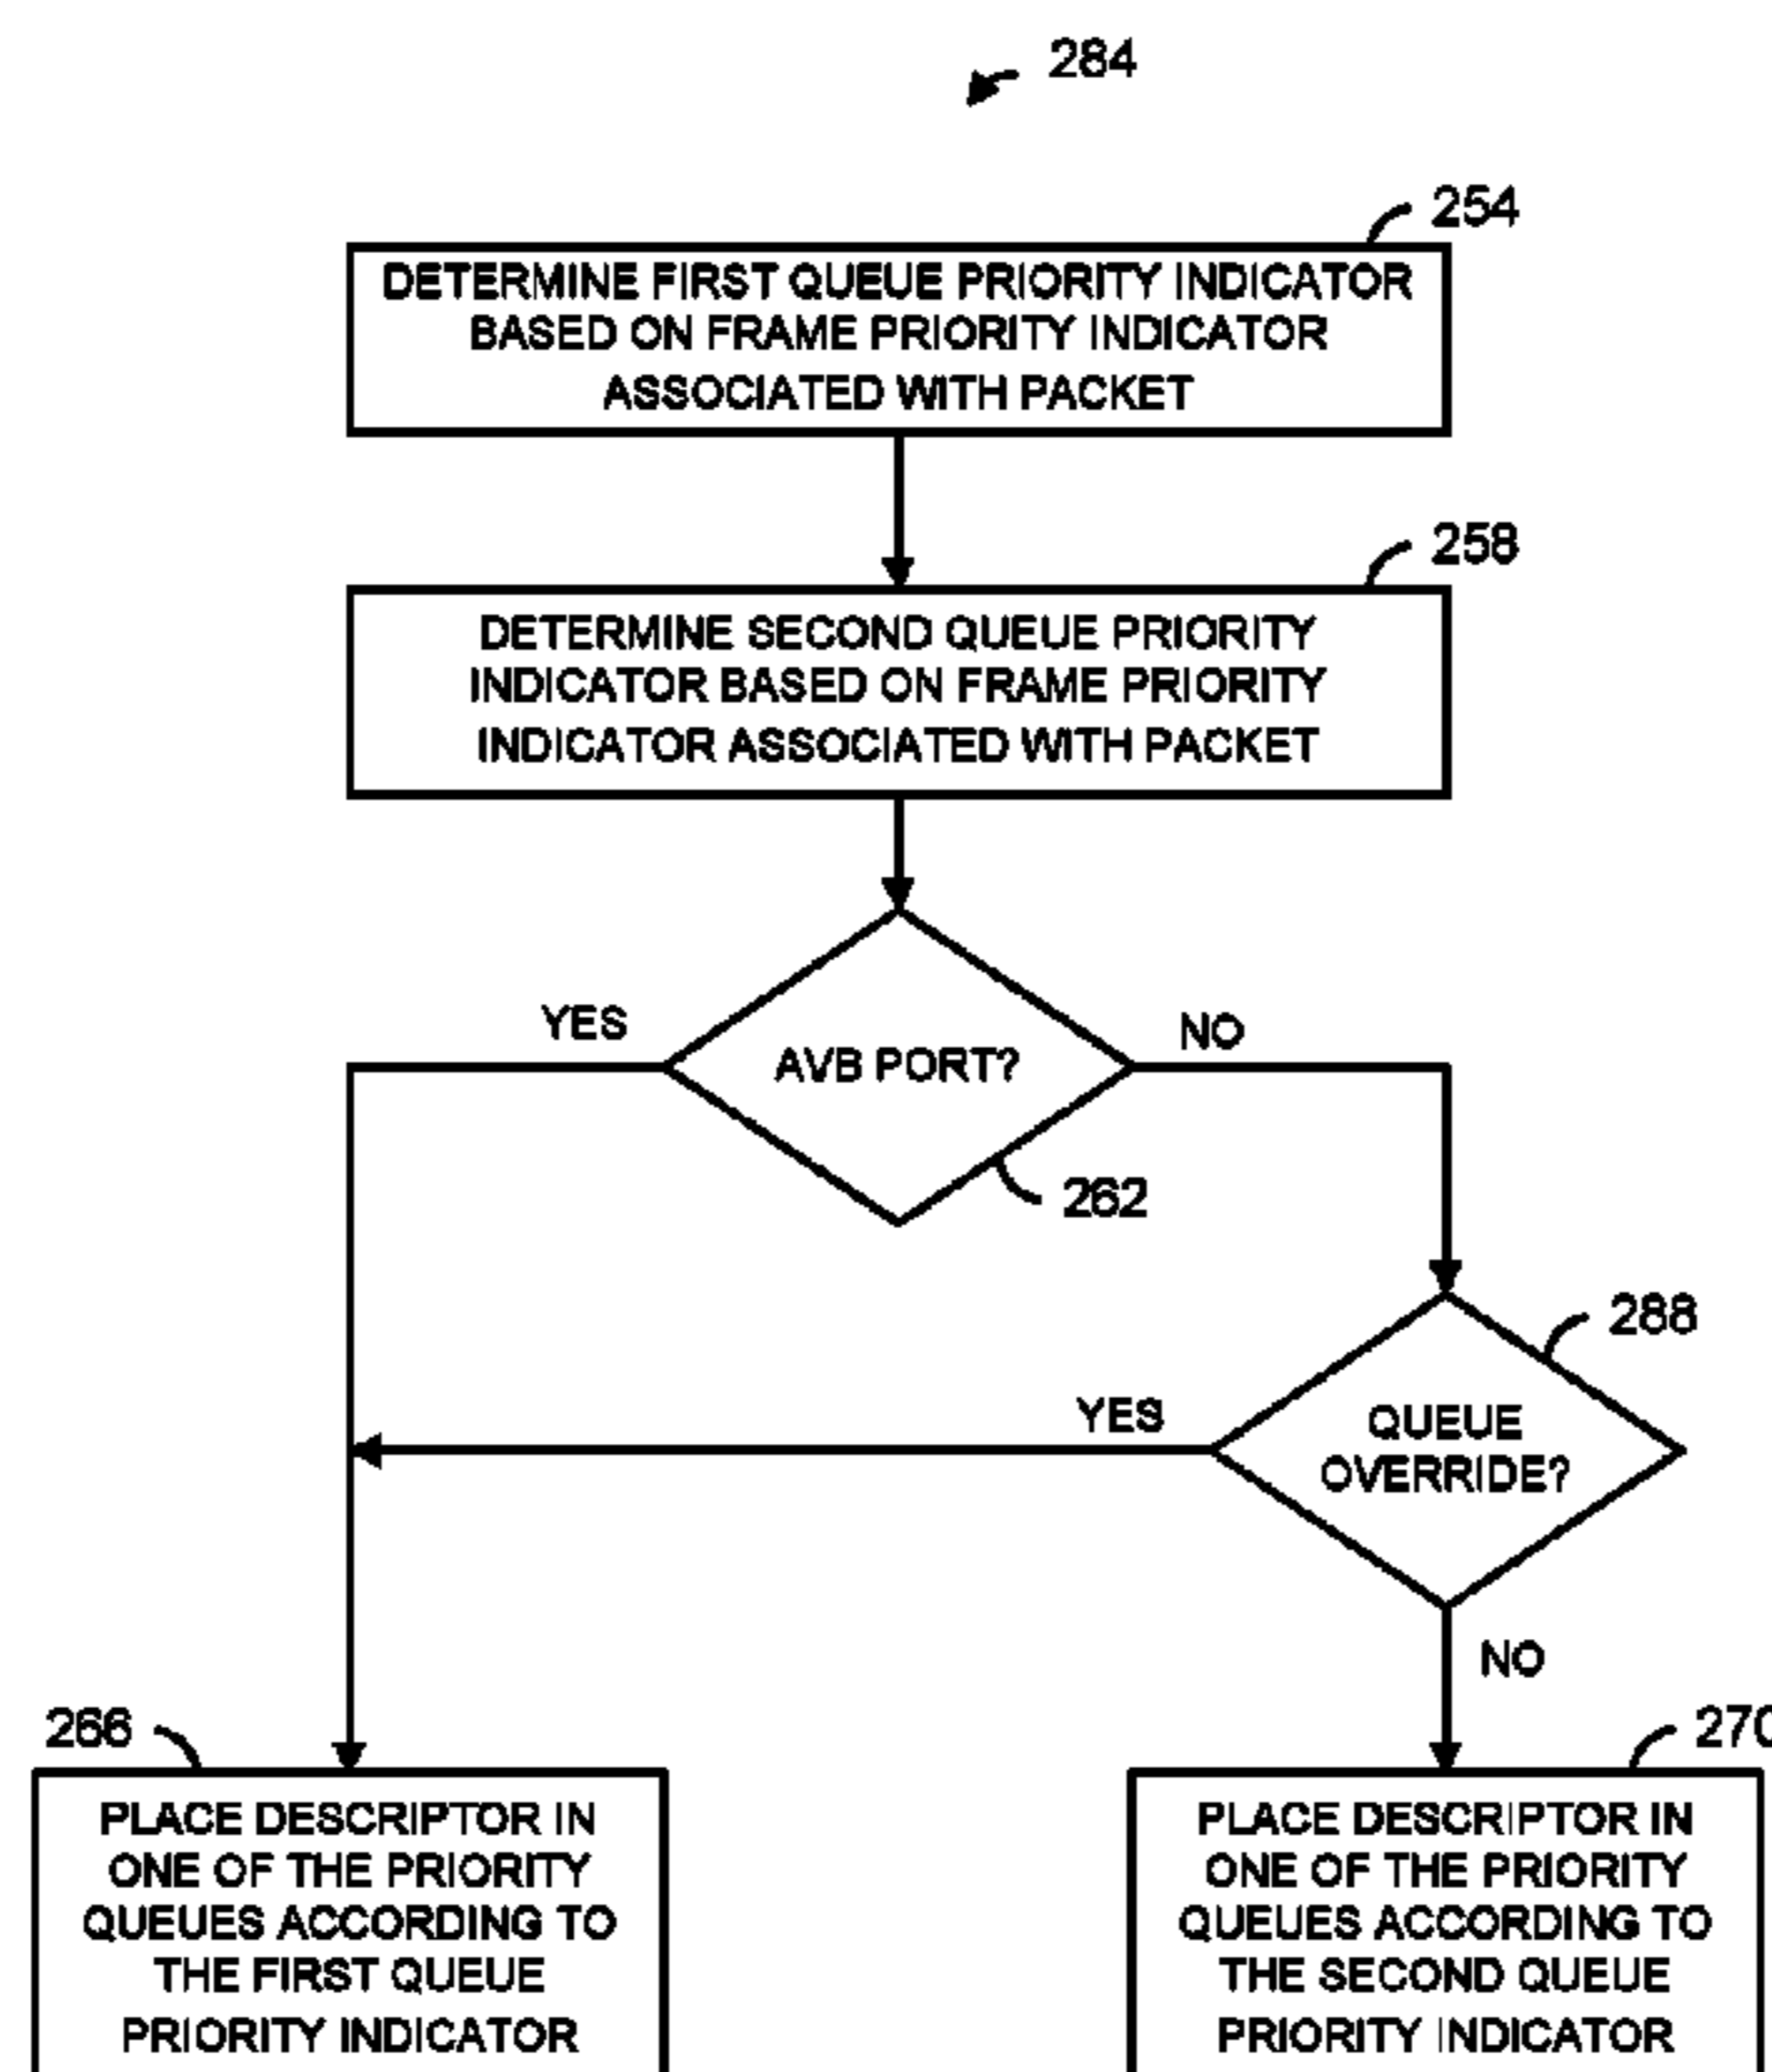 284
254
DETERMINE FIRST QUEUE PRIORITY INDICATOR
BASED ON FRAME PRIORITY INDICATOR
ASSOCIATED WITH PACKET
258
DETERMINE SECOND QUEUE PRIORITY
INDICATOR BASED ON FRAME PRIORITY
INDICATOR ASSOCIATED WITH PACKET
YES
NO
AVB PORT?
262
288
YES
QUEUE
OVERRIDE?
NO
266
270
PLACE DESCRIPTOR IN
ONE OF THE PRIORITY
QUEUES ACCORDING TO
THE FIRST QUEUE
PRIORITY INDICATOR
PLACE DESCRIPTOR IN
ONE OF THE PRIORITY
QUEUES ACCORDING TO
THE SECOND QUEUE
PRIORITY INDICATOR